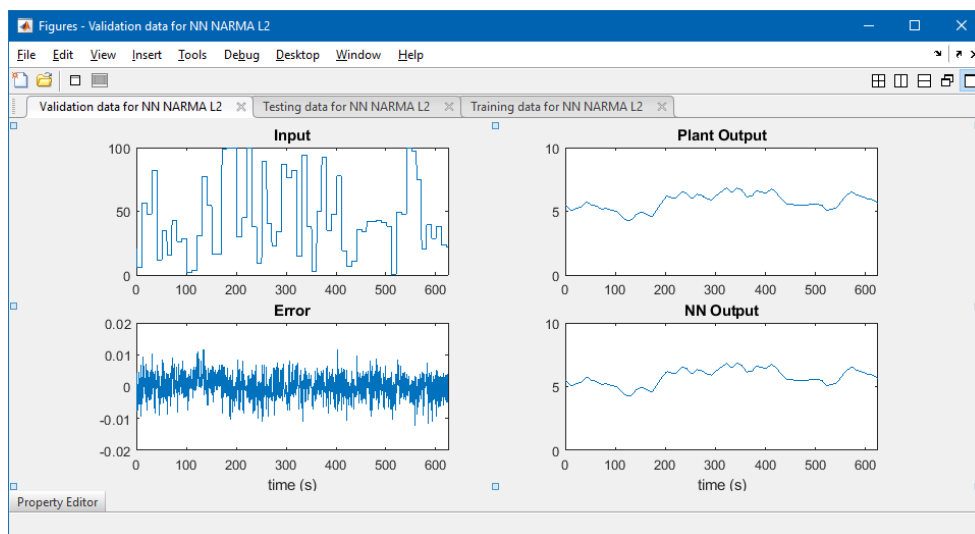 Figures - Validation data for NN NARMA L2
File Edit View Insert Tools Debug Desktop Window Help
Validation data for NN NARMA L2 Testing data for NN NARMA L2 Training data for NN NARMA L2
Input
100
50
0
0 100 200 300 400 500 600
Plant Output
10
5
0
0 100 200 300 400 500 600
Error
0.02
0.01
0
-0.01
-0.02
0 100 200 300 400 500 600
time (s)
NN Output
10
5
0
0 100 200 300 400 500 600
time (s)
Property Editor